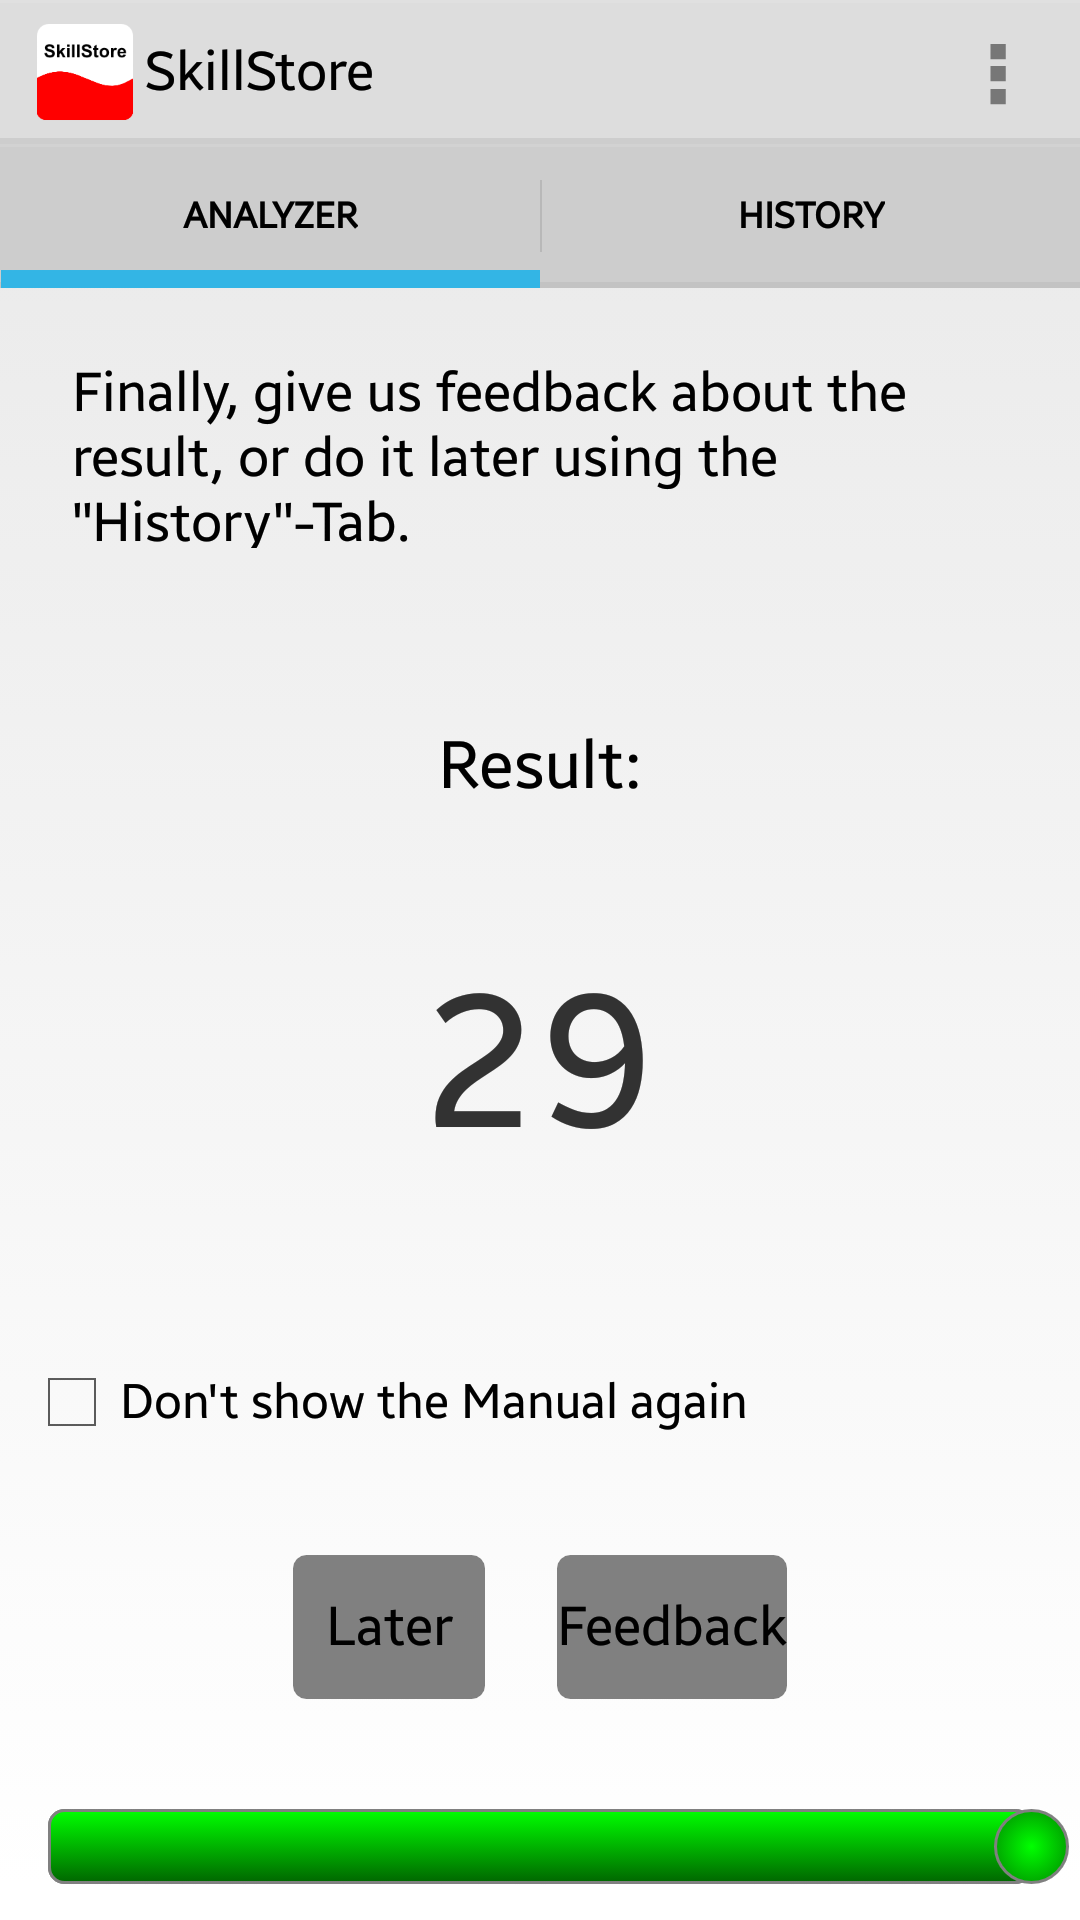 SkillStore
SkillStore
ANALYZER
HISTORY
Finally, give us feedback about the
result, or do it later using the
"History"-Tab.
Result:
29
Don't show the Manual again
Later
Feedback